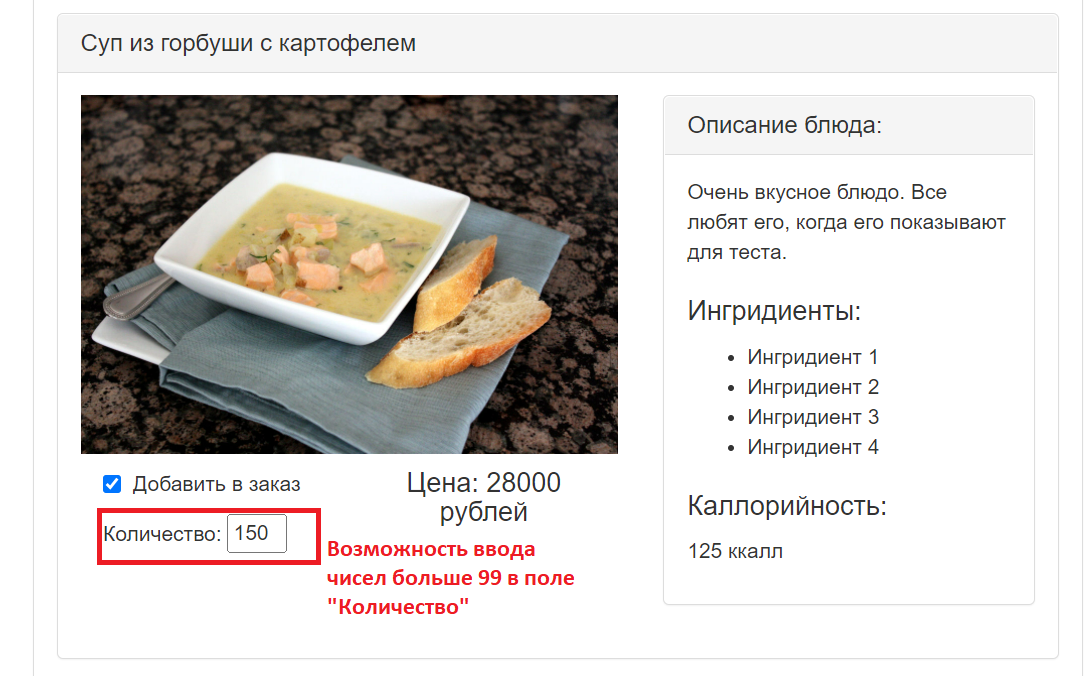 Суп из горбуши с картофелем
Добавить в заказ
Количество: 150
Цена: 28000
рублей
Возможность ввода
чисел больше 99 в поле
"Количество"
Описание блюда:
Очень вкусное блюдо. Все
любят его, когда его показывают
для теста.
Ингридиенты:
Ингридиент 1
Ингридиент 2
Ингридиент 3
Ингридиент 4
Каллорийность:
125 ккалл